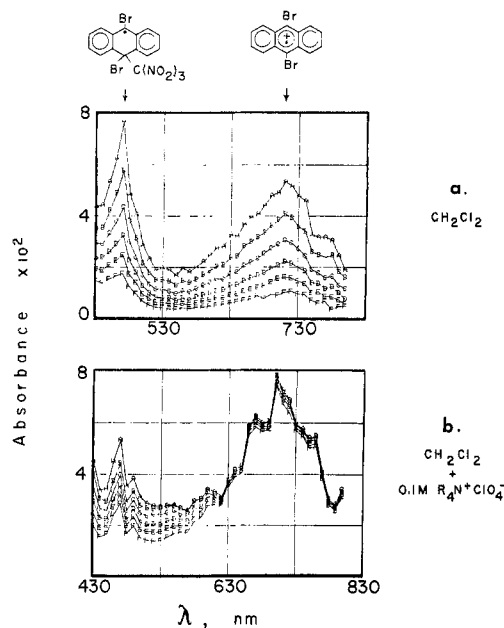 Br
Br C(NO2)3
Br
+
Br
8
4
0
530 730
a.
CH2Cl2
Absorbance x10²
8
4
430 630 830
b.
CH2Cl2
+
0.1M R4N⁺ClO4⁻
λ, nm